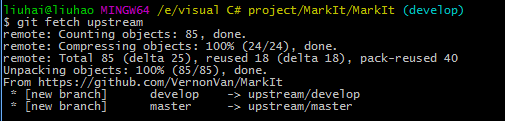 liuhai@liuhao MINGW64 /e/visual C# project/MarkIt/MarkIt (develop)
$ git fetch upstream
remote: Counting objects: 85, done.
remote: Compressing objects: 100% (24/24), done.
remote: Total 85 (delta 25), reused 18 (delta 18), pack-reused 40
Unpacking objects: 100% (85/85), done.
From https://github.com/VernonVan/MarkIt
 * [new branch]      develop    -> upstream/develop
 * [new branch]      master     -> upstream/master